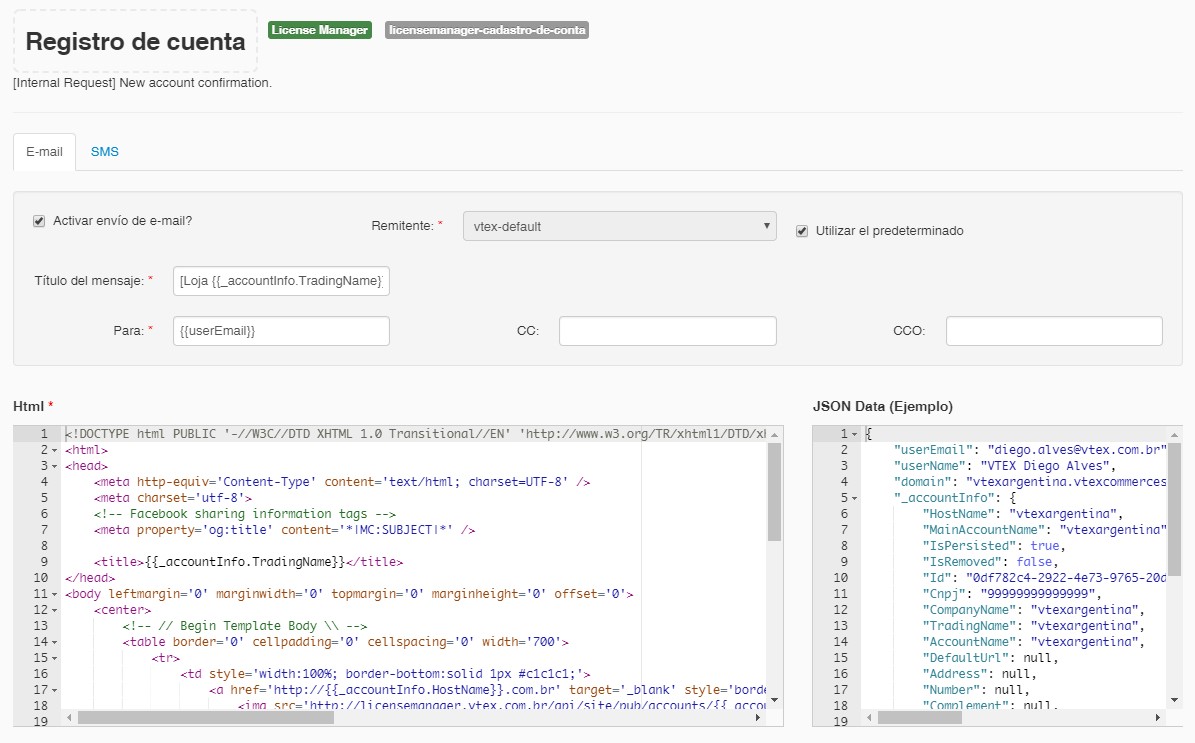 Registro de cuenta
License Manager
licensemanager-cadastro-de-conta
[Internal Request] New account confirmation.
E-mail
SMS
Activar envío de e-mail?
Remitente: *
vtex-default
Utilizar el predeterminado
Título del mensaje: *
[Loja {{_accountInfo.TradingName}
Para: *
{{userEmail}}
CC:
CCO:
Html *
1 <!DOCTYPE html PUBLIC '-//W3C//DTD XHTML 1.0 Transitional//EN' 'http://www.w3.org/TR/xhtml1/DTD/xh
2 <html>
3 <head>
4 <meta http-equiv='Content-Type' content='text/html; charset=UTF-8' />
5 <meta charset='utf-8'>
6 <!-- Facebook sharing information tags -->
7 <meta property='og:title' content='*|MC:SUBJECT|*' />
8
9 <title>{{_accountInfo.TradingName}}</title>
10 </head>
11 <body leftmargin='0' marginwidth='0' topmargin='0' marginheight='0' offset='0'>
12 <center>
13 <!-- // Begin Template Body \\ -->
14 <table border='0' cellpadding='0' cellspacing='0' width='700'>
15 <tr>
16 <td style='width:100%; border-bottom:solid 1px #c1c1c1;'>
17 <a href='http://{{_accountInfo.HostName}}.com.br' target='_blank' style='borde
18 <img src='http://licensemanager.vtex.com.br/api/site/pub/accounts/{{_accou
19
JSON Data (Ejemplo)
1 {
2 "userEmail": "diego.alves@vtex.com.br"
3 "userName": "VTEX Diego Alves",
4 "domain": "vtexargentina.vtexcommerces
5 "_accountInfo": {
6 "HostName": "vtexargentina",
7 "MainAccountName": "vtexargentina"
8 "IsPersisted": true,
9 "IsRemoved": false,
10 "Id": "0df782c4-2922-4e73-9765-20d
11 "Cnpj": "99999999999999",
12 "CompanyName": "vtexargentina",
13 "TradingName": "vtexargentina",
14 "AccountName": "vtexargentina",
15 "DefaultUrl": null,
16 "Address": null,
17 "Number": null,
18 "Complement": null,
19